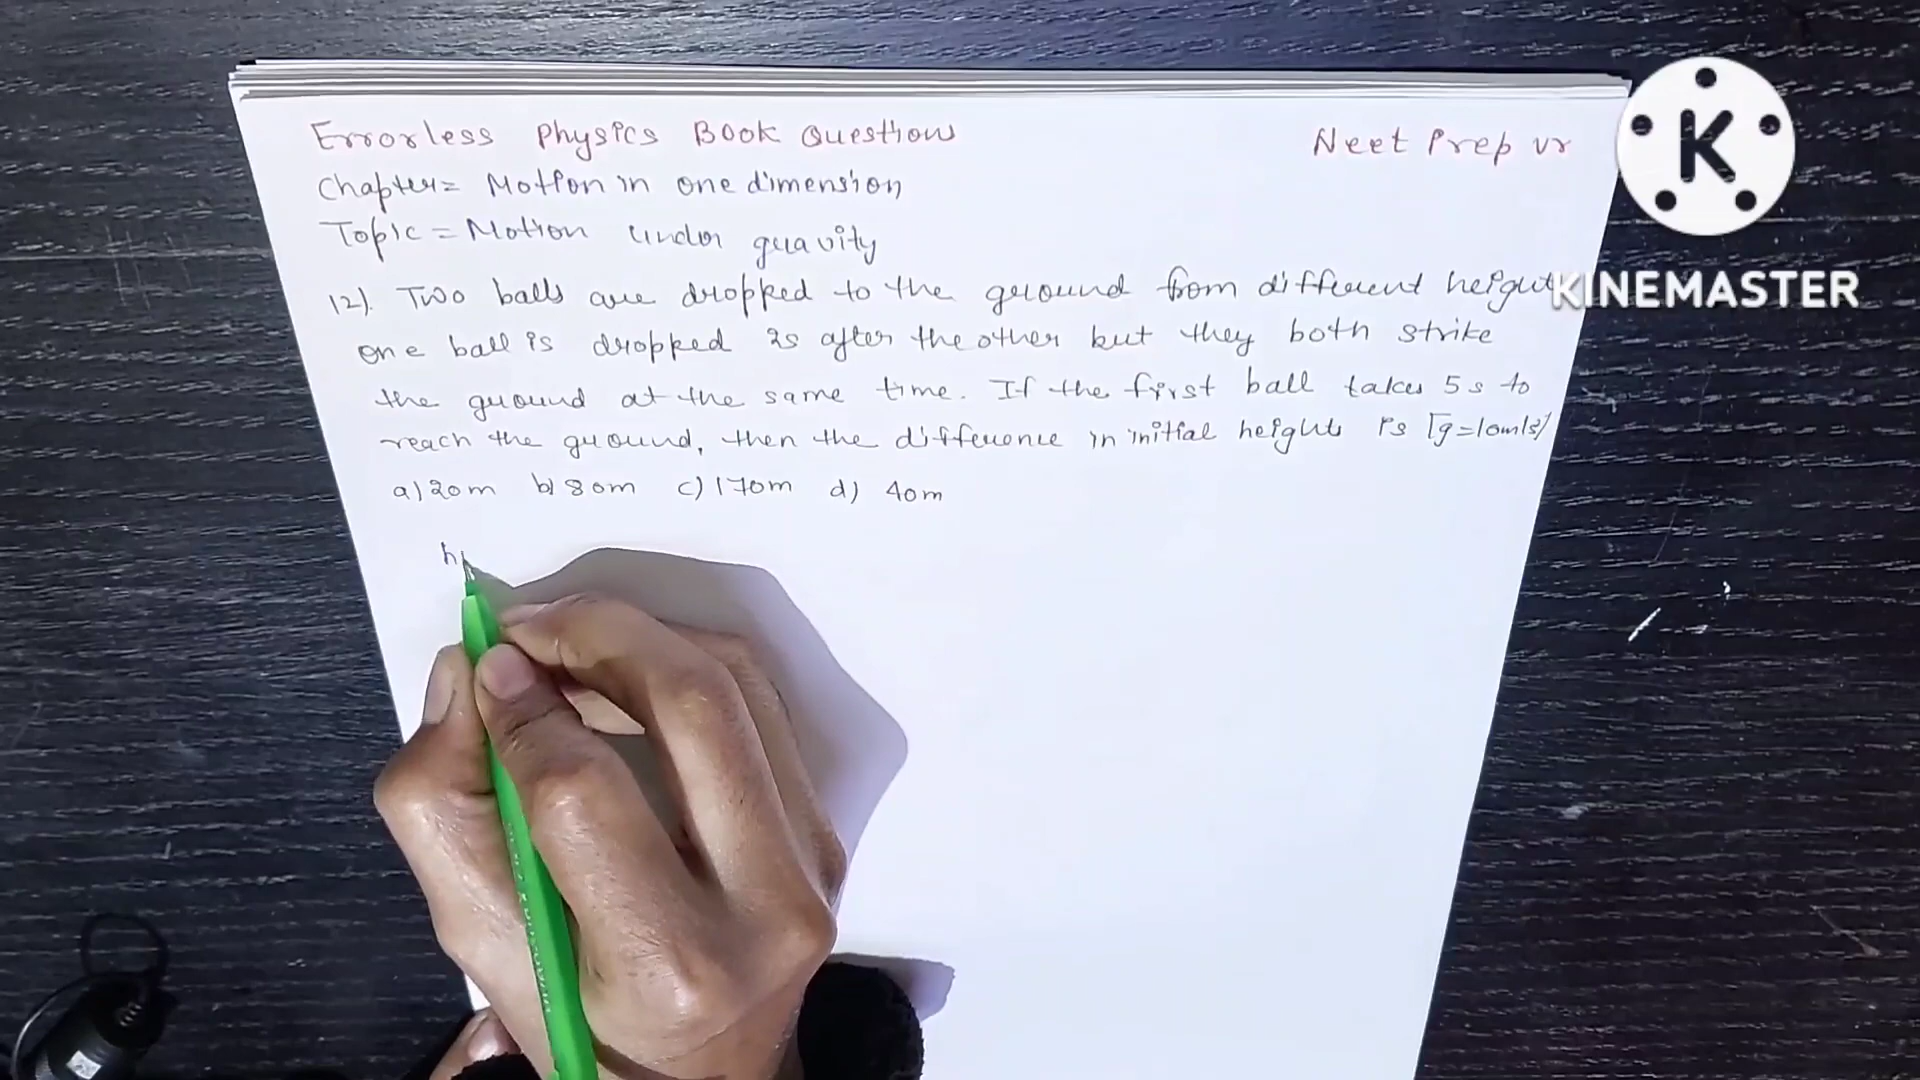 Errorless Physics Book Questions
Neet Prep vr
K
KINEMASTER
Chapter = Motion in one dimension
Topic = Motion under gravity
12). Two balls are dropped to the ground from different height
one ball is dropped 2s after the other but they both strike
the ground at the same time. If the first ball takes 5s to
reach the ground, then the difference in initial heights is [g=10m/s²]
a) 20m b) 80m c) 170m d) 40m
h